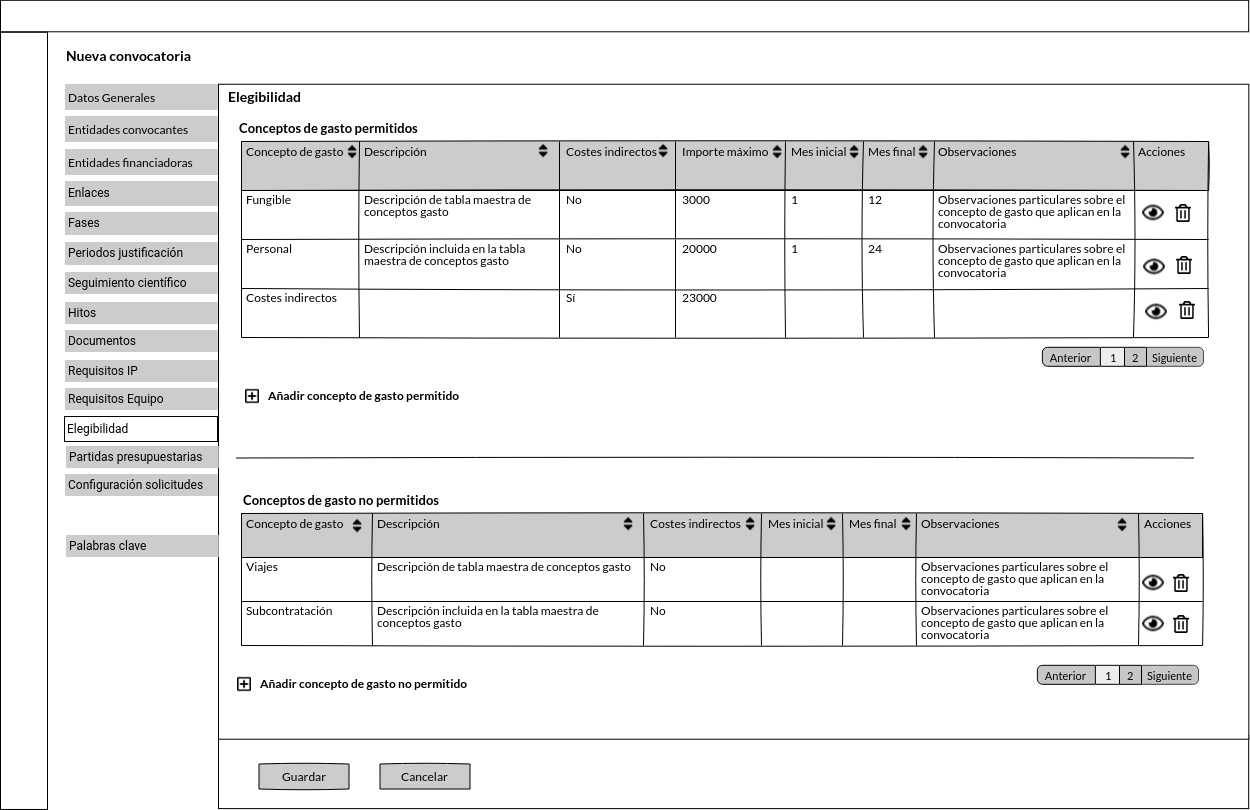 Nueva convocatoria
Datos Generales
Entidades convocantes
Entidades financiadoras
Enlaces
Fases
Periodos justificación
Seguimiento científico
Hitos
Documentos
Requisitos IP
Requisitos Equipo
Elegibilidad
Partidas presupuestarias
Configuración solicitudes
Palabras clave
Elegibilidad
Conceptos de gasto permitidos
Concepto de gasto Descripción Costes indirectos Importe máximo Mes inicial Mes final Observaciones Acciones
Fungible Descripción de tabla maestra de No 3000 1 12 Observaciones particulares sobre el
conceptos gasto concepto de gasto que aplican en la
convocatoria
Personal Descripción incluida en la tabla No 20000 1 24 Observaciones particulares sobre el
maestra de conceptos gasto concepto de gasto que aplican en la
convocatoria
Costes indirectos Sí 23000
Anterior 1 2 Siguiente
Añadir concepto de gasto permitido
Conceptos de gasto no permitidos
Concepto de gasto Descripción Costes indirectos Mes inicial Mes final Observaciones Acciones
Viajes Descripción de tabla maestra de conceptos gasto No Observaciones particulares sobre el
concepto de gasto que aplican en la
convocatoria
Subcontratación Descripción incluida en la tabla maestra de No Observaciones particulares sobre el
conceptos gasto concepto de gasto que aplican en la
convocatoria
Anterior 1 2 Siguiente
Añadir concepto de gasto no permitido
Guardar Cancelar